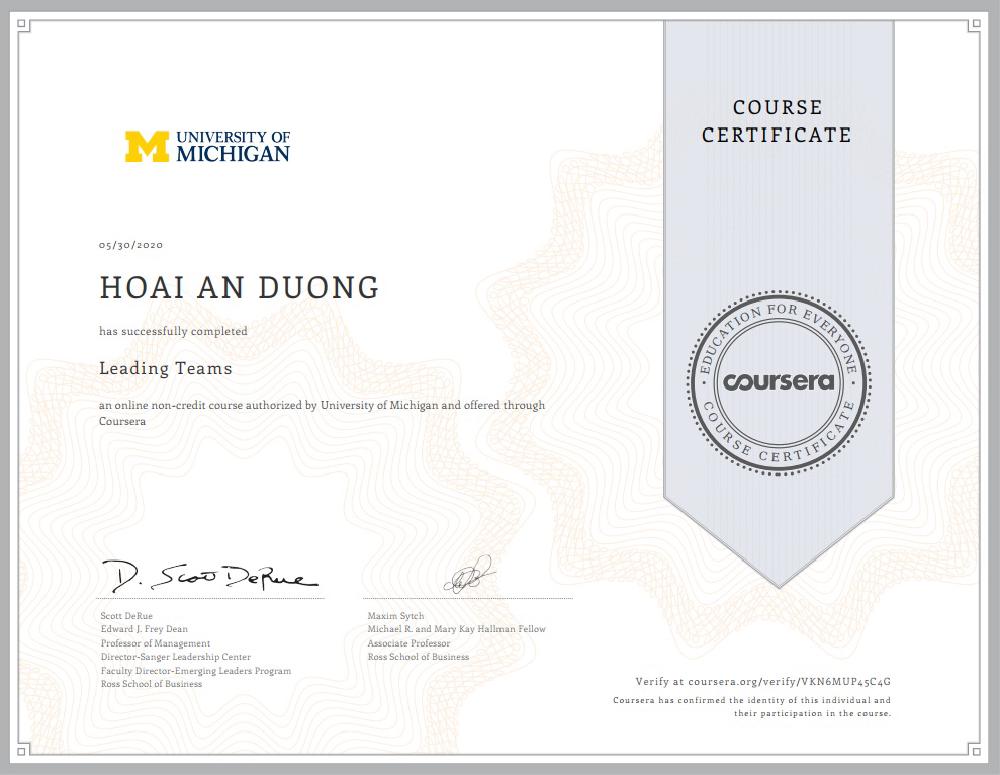 UNIVERSITY OF
MICHIGAN
COURSE
CERTIFICATE
05/30/2020
HOAI AN DUONG
has successfully completed
Leading Teams
an online non-credit course authorized by University of Michigan and offered through
Coursera
EDUCATION FOR EVERYONE
coursera
COURSE CERTIFICATE
D. Scott DeRue
Scott DeRue
Edward J. Frey Dean
Professor of Management
Director-Sanger Leadership Center
Faculty Director-Emerging Leaders Program
Ross School of Business
Maxim Sytch
Michael R. and Mary Kay Hallman Fellow
Associate Professor
Ross School of Business
Verify at coursera.org/verify/VKN6MUP45C4G
Coursera has confirmed the identity of this individual and
their participation in the course.